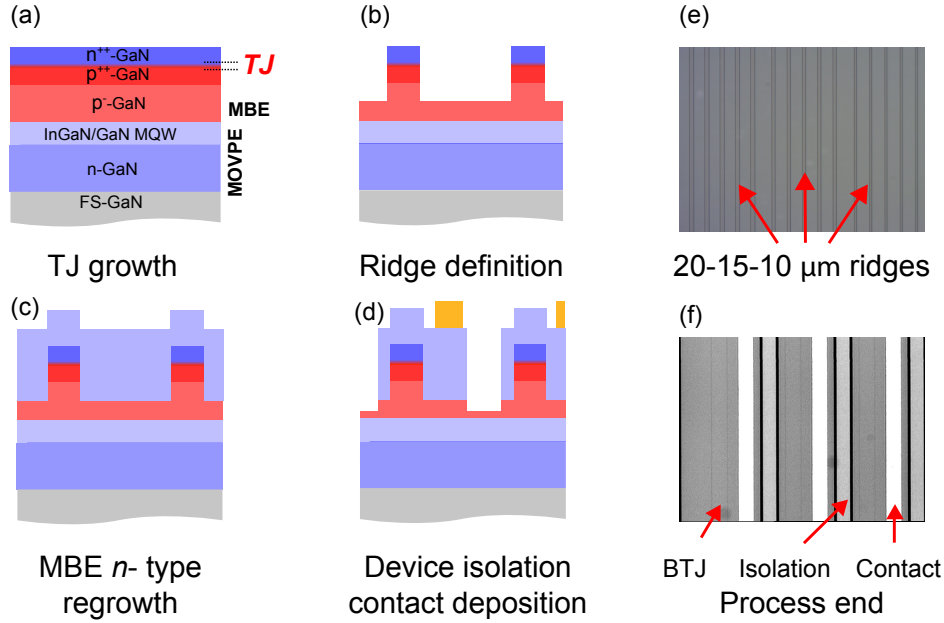 (a)
n++-GaN
TJ
p++-GaN
p--GaN
MBE
InGaN/GaN MQW
MOVPE
n-GaN
FS-GaN
TJ growth
(b)
Ridge definition
(e)
20-15-10 µm ridges
(c)
MBE n- type
regrowth
(d)
Device isolation
contact deposition
(f)
BTJ
Isolation
Contact
Process end